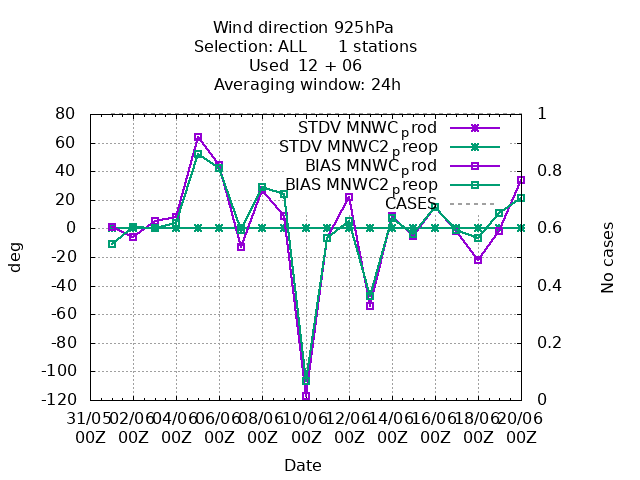 Wind direction 925hPa
Selection: ALL 1 stations
Used 12 + 06
Averaging window: 24h
80 1
STDV MNWC_prod
60
STDV MNWC2_preop
40 BIAS MNWC_prod 0.8
20 BIAS MNWC2_preop
CASES
0 0.6
-20
-40 0.4
-60
-80 0.2
-100
-120 0
deg
No cases
31/05 02/06 04/06 06/06 08/06 10/06 12/06 14/06 16/06 18/06 20/06
00Z 00Z 00Z 00Z 00Z 00Z 00Z 00Z 00Z 00Z 00Z
Date